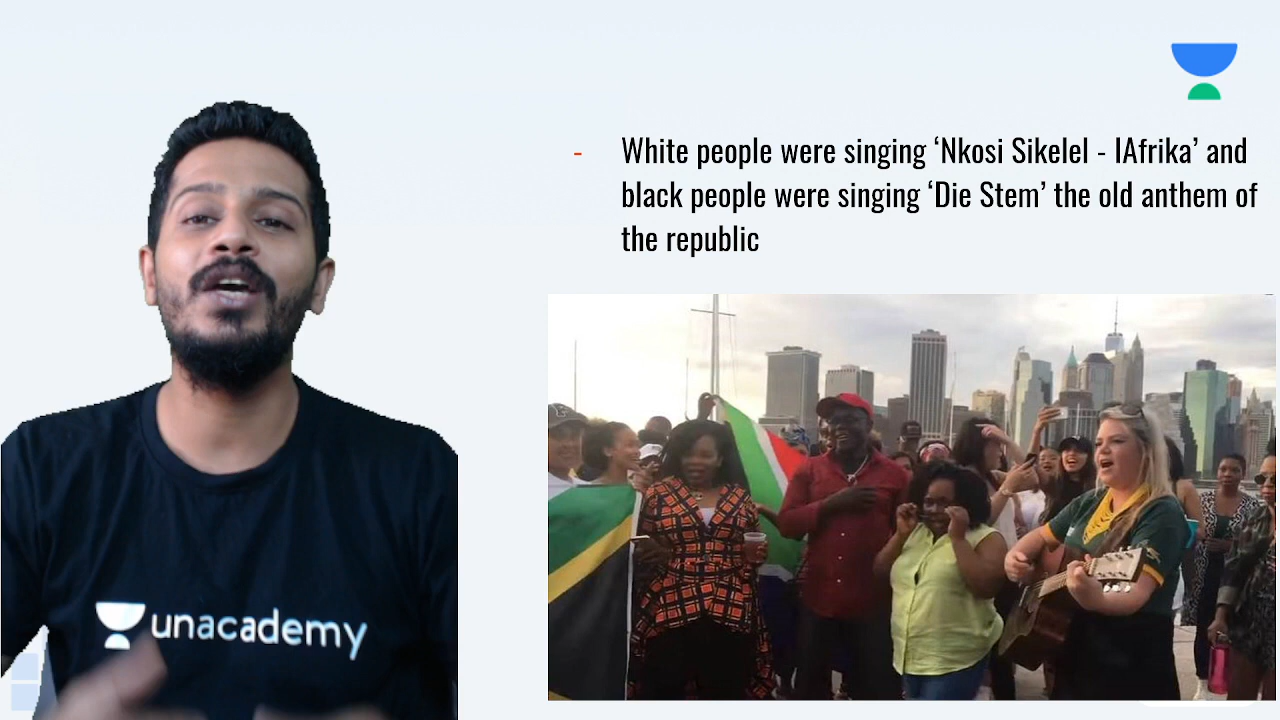 - White people were singing ‘Nkosi Sikelel - IAfrika’ and
black people were singing ‘Die Stem’ the old anthem of
the republic
unacademy